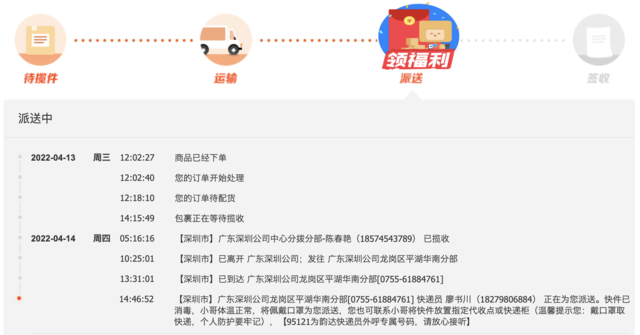 领福利
待揽件
运输
派送
签收
派送中
2022-04-13 周三 12:02:27 商品已经下单
12:02:40 您的订单开始处理
12:18:10 您的订单待配货
14:15:49 包裹正在等待揽收
2022-04-14 周四 05:16:16 【深圳市】广东深圳公司中心分拨分部-陈春艳（18574543789） 已揽收
10:25:01 【深圳市】已离开 广东深圳公司；发往 广东深圳公司龙岗区平湖华南分部
13:31:01 【深圳市】已到达 广东深圳公司龙岗区平湖华南分部[0755-61884761]
14:46:52 【深圳市】广东深圳公司龙岗区平湖华南分部[0755-61884761] 快递员 廖书川（18279806884） 正在为您派送。快件已
消毒，小哥体温正常，将佩戴口罩为您派送，您也可联系小哥将快件放置指定代收点或快递柜（温馨提示您：戴口罩取
快递，个人防护要牢记），【95121为韵达快递员外呼专属号码，请放心接听】